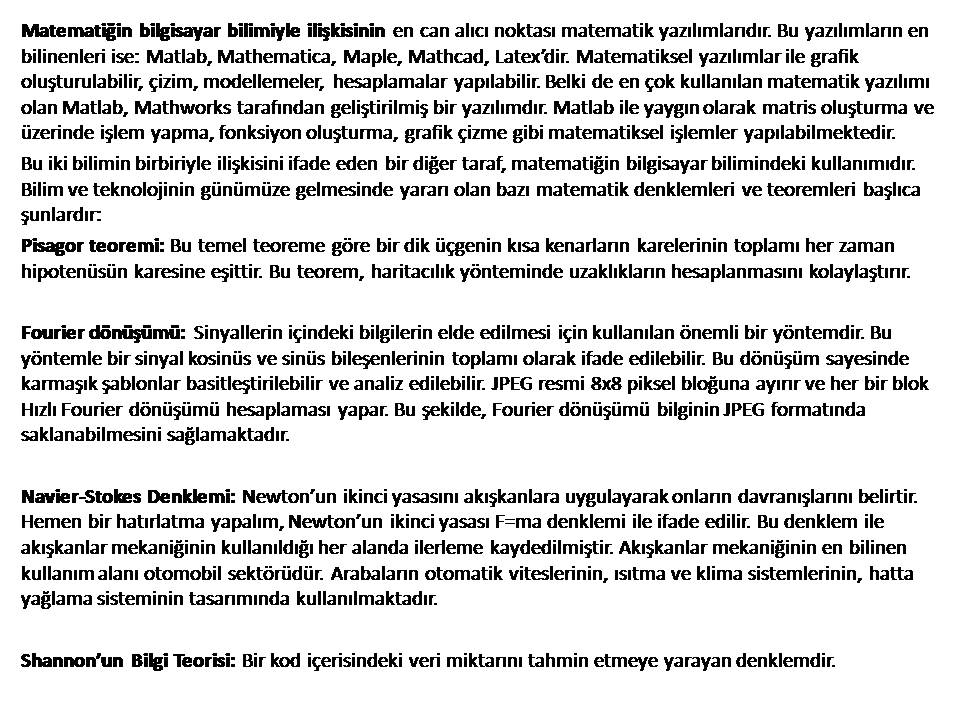 Matematiğin bilgisayar bilimiyle ilişkisinin en can alıcı noktası matematik yazılımlarıdır. Bu yazılımların en
bilinenleri ise: Matlab, Mathematica, Maple, Mathcad, Latex’dir. Matematiksel yazılımlar ile grafik
oluşturulabilir, çizim, modellemeler, hesaplamalar yapılabilir. Belki de en çok kullanılan matematik yazılımı
olan Matlab, Mathworks tarafından geliştirilmiş bir yazılımdır. Matlab ile yaygın olarak matris oluşturma ve
üzerinde işlem yapma, fonksiyon oluşturma, grafik çizme gibi matematiksel işlemler yapılabilmektedir.
Bu iki bilimin birbiriyle ilişkisini ifade eden bir diğer taraf, matematiğin bilgisayar bilimindeki kullanımıdır.
Bilim ve teknolojinin günümüze gelmesinde yararı olan bazı matematik denklemleri ve teoremleri başlıca
şunlardır:
Pisagor teoremi: Bu temel teoreme göre bir dik üçgenin kısa kenarların karelerinin toplamı her zaman
hipotenüsün karesine eşittir. Bu teorem, haritacılık yönteminde uzaklıkların hesaplanmasını kolaylaştırır.
Fourier dönüşümü: Sinyallerin içindeki bilgilerin elde edilmesi için kullanılan önemli bir yöntemdir. Bu
yöntemle bir sinyal kosinüs ve sinüs bileşenlerinin toplamı olarak ifade edilebilir. Bu dönüşüm sayesinde
karmaşık şablonlar basitleştirilebilir ve analiz edilebilir. JPEG resmi 8x8 piksel bloğuna ayırır ve her bir blok
Hızlı Fourier dönüşümü hesaplaması yapar. Bu şekilde, Fourier dönüşümü bilginin JPEG formatında
saklanabilmesini sağlamaktadır.
Navier-Stokes Denklemi: Newton’un ikinci yasasını akışkanlara uygulayarak onların davranışlarını belirtir.
Hemen bir hatırlatma yapalım, Newton’un ikinci yasası F=ma denklemi ile ifade edilir. Bu denklem ile
akışkanlar mekaniğinin kullanıldığı her alanda ilerleme kaydedilmiştir. Akışkanlar mekaniğinin en bilinen
kullanım alanı otomobil sektörüdür. Arabaların otomatik viteslerinin, ısıtma ve klima sistemlerinin, hatta
yağlama sisteminin tasarımında kullanılmaktadır.
Shannon’un Bilgi Teorisi: Bir kod içerisindeki veri miktarını tahmin etmeye yarayan denklemdir.